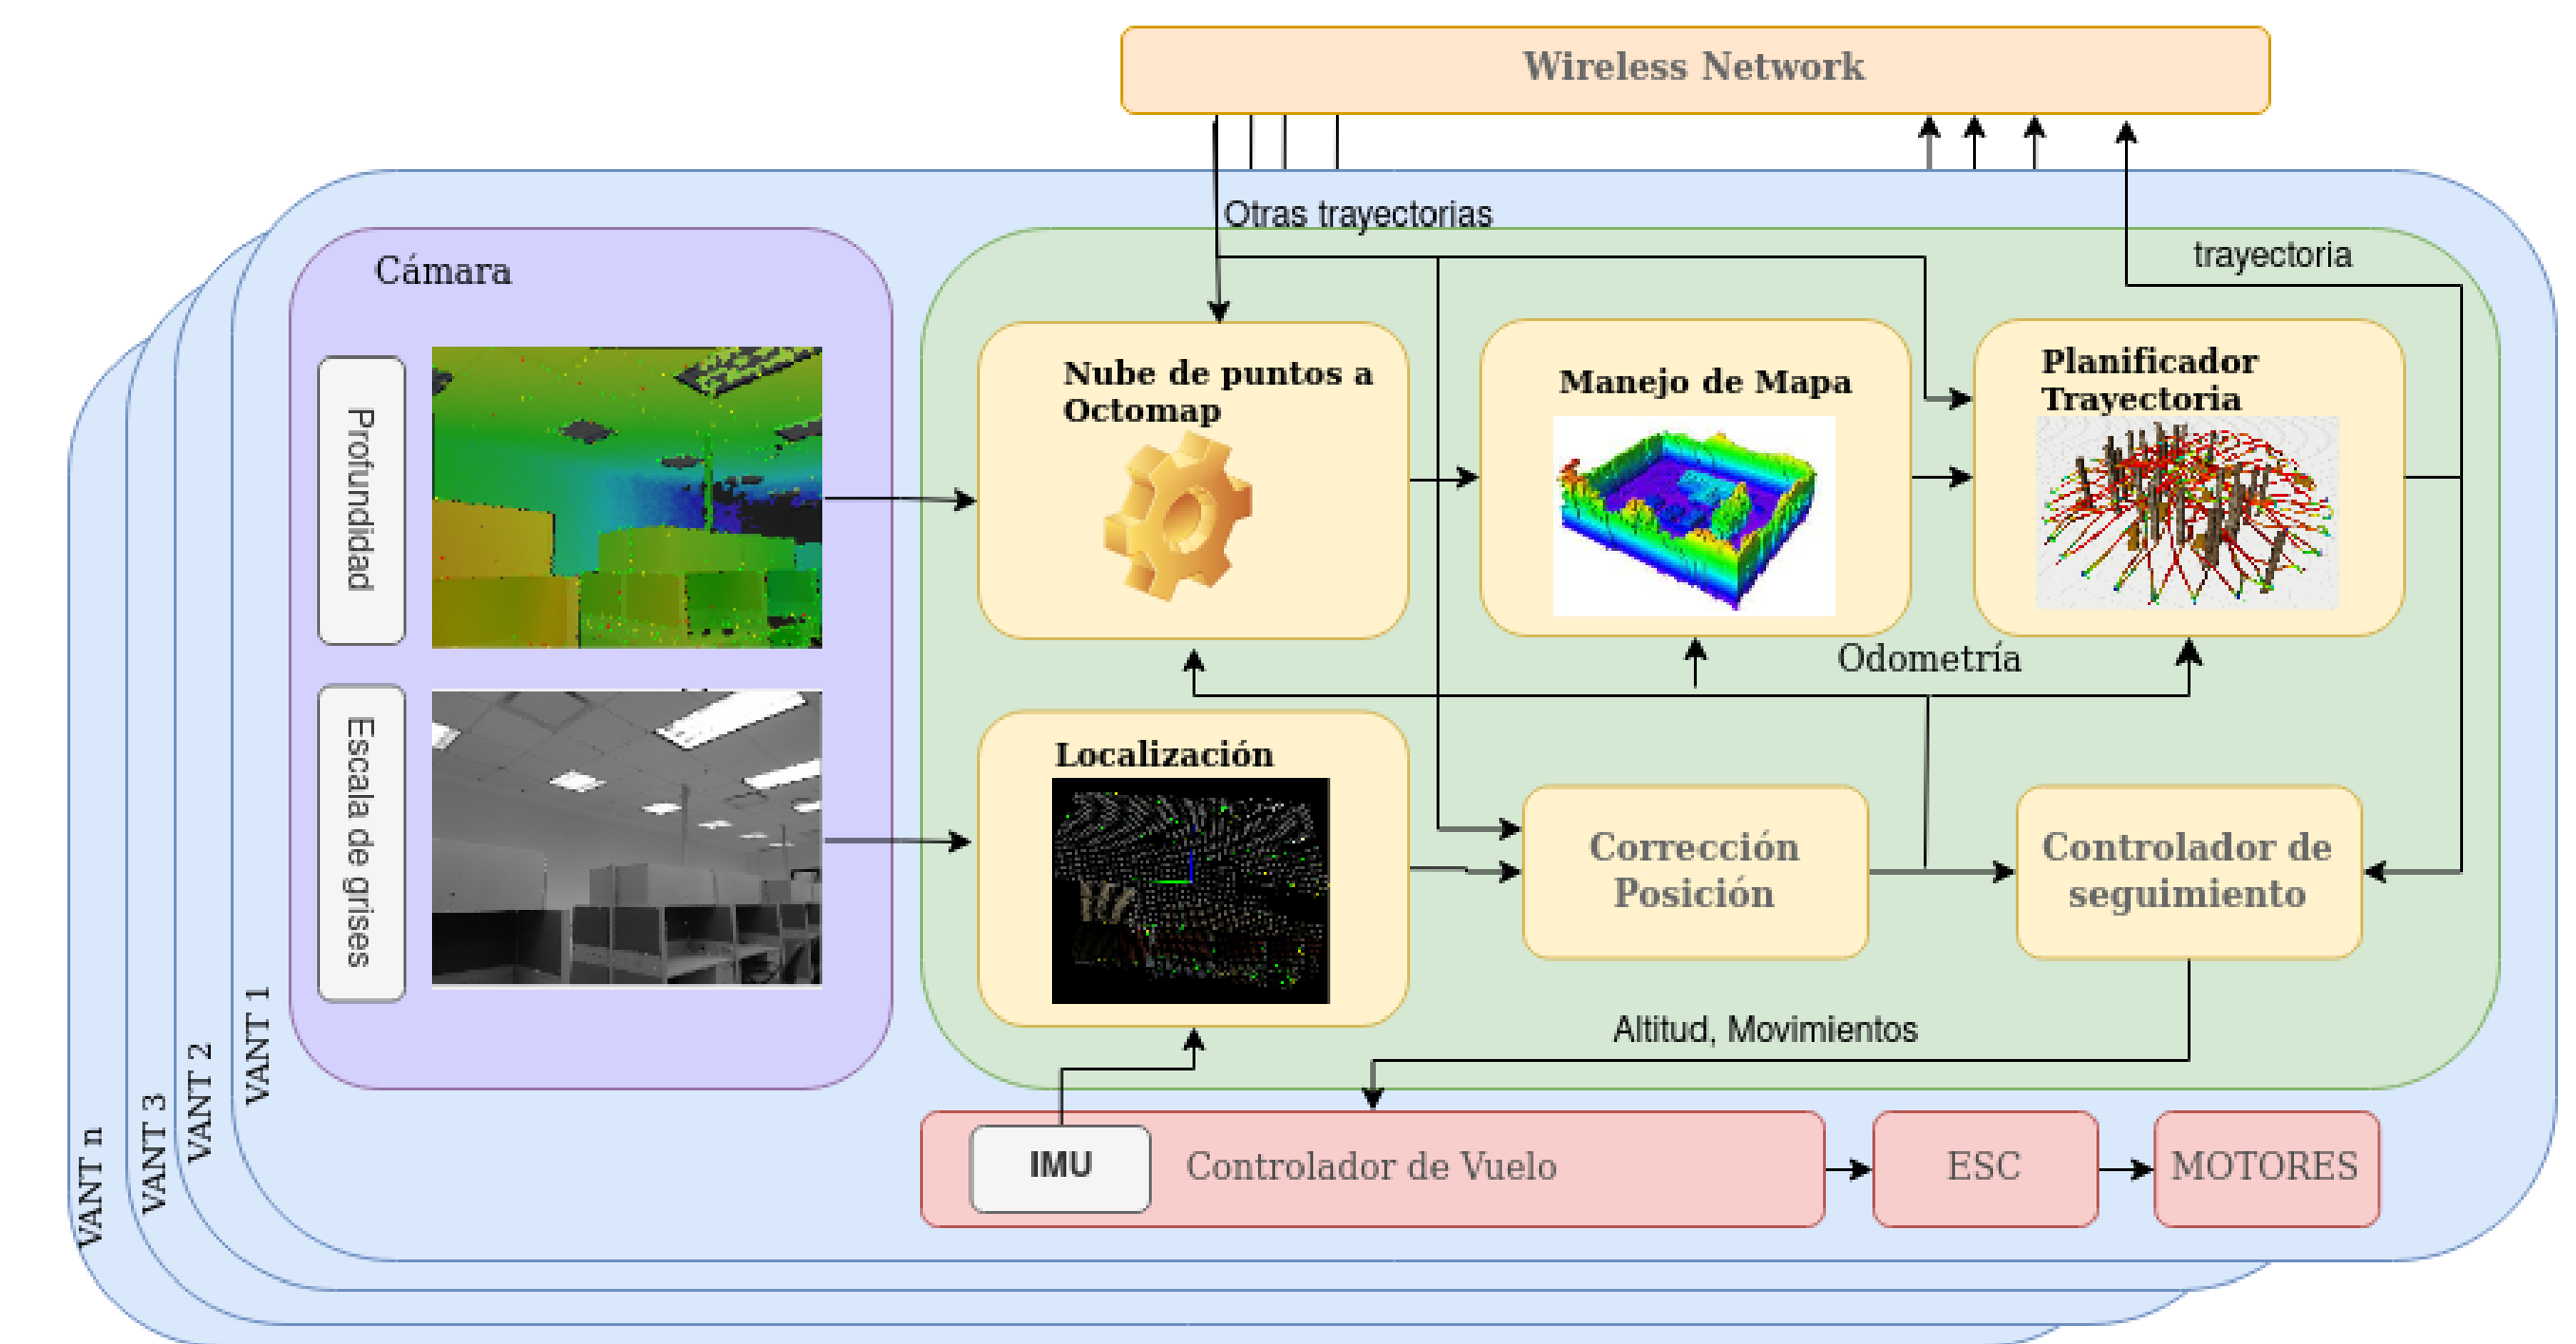 Wireless Network
Otras trayectorias
trayectoria
Cámara
Profundidad
Escala de grises
Nube de puntos a
Octomap
Manejo de Mapa
Planificador
Trayectoria
Odometría
Localización
Corrección
Posición
Controlador de
seguimiento
Altitud, Movimientos
IMU
Controlador de Vuelo
ESC
MOTORES
VANT 1
VANT 2
VANT 3
VANT n